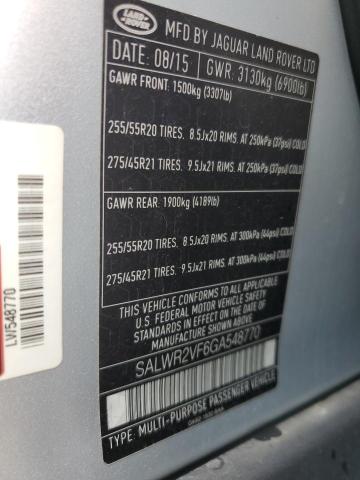 LAND
ROVER
MFD BY JAGUAR LAND ROVER LTD
DATE: 08/15 GWR: 3130kg (6900lb)
GAWR FRONT: 1500kg (3307lb)
255/55R20 TIRES. 8.5Jx20 RIMS. AT 250kPa (37psi) COLD
275/45R21 TIRES. 9.5Jx21 RIMS. AT 250kPa (37psi) COLD
GAWR REAR: 1900kg (4189lb)
255/55R20 TIRES. 8.5Jx20 RIMS. AT 300kPa (44psi) COLD
275/45R21 TIRES. 9.5Jx21 RIMS. AT 300kPa (44psi) COLD
THIS VEHICLE CONFORMS TO ALL APPLICABLE
U.S. FEDERAL MOTOR VEHICLE SAFETY
STANDARDS IN EFFECT ON THE DATE OF
MANUFACTURE SHOWN ABOVE.
SALWR2VF6GA548770
TYPE: MULTI-PURPOSE PASSENGER VEHICLE
LVI548770